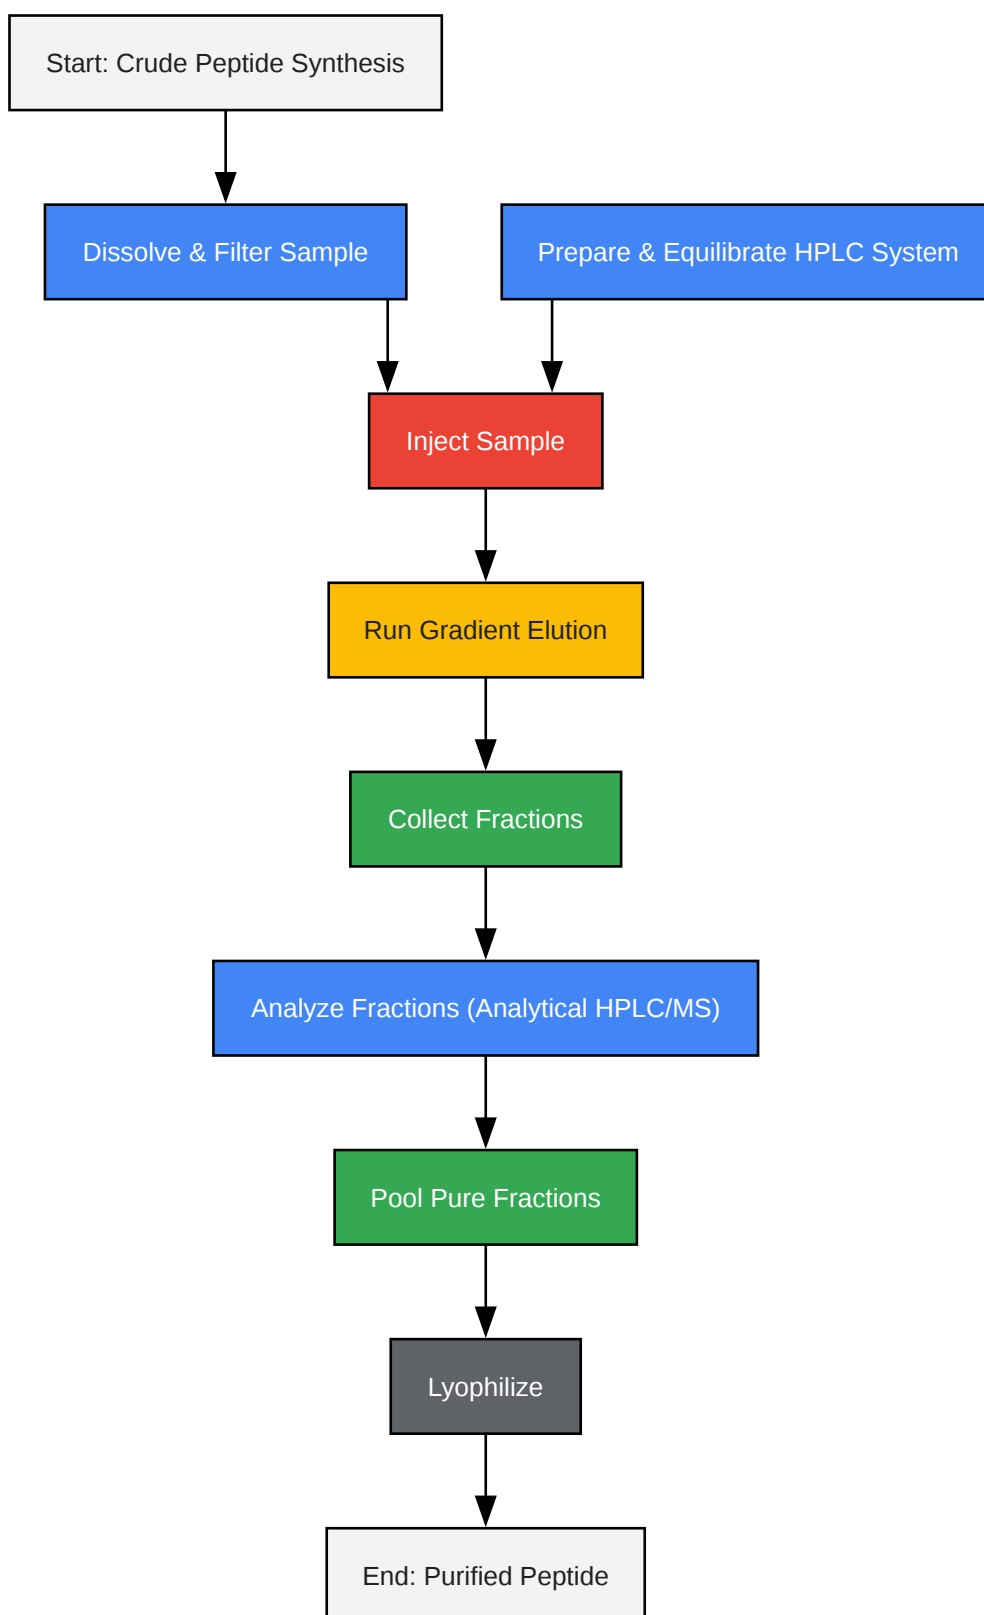 Start: Crude Peptide Synthesis
Dissolve & Filter Sample
Prepare & Equilibrate HPLC System
Inject Sample
Run Gradient Elution
Collect Fractions
Analyze Fractions (Analytical HPLC/MS)
Pool Pure Fractions
Lyophilize
End: Purified Peptide